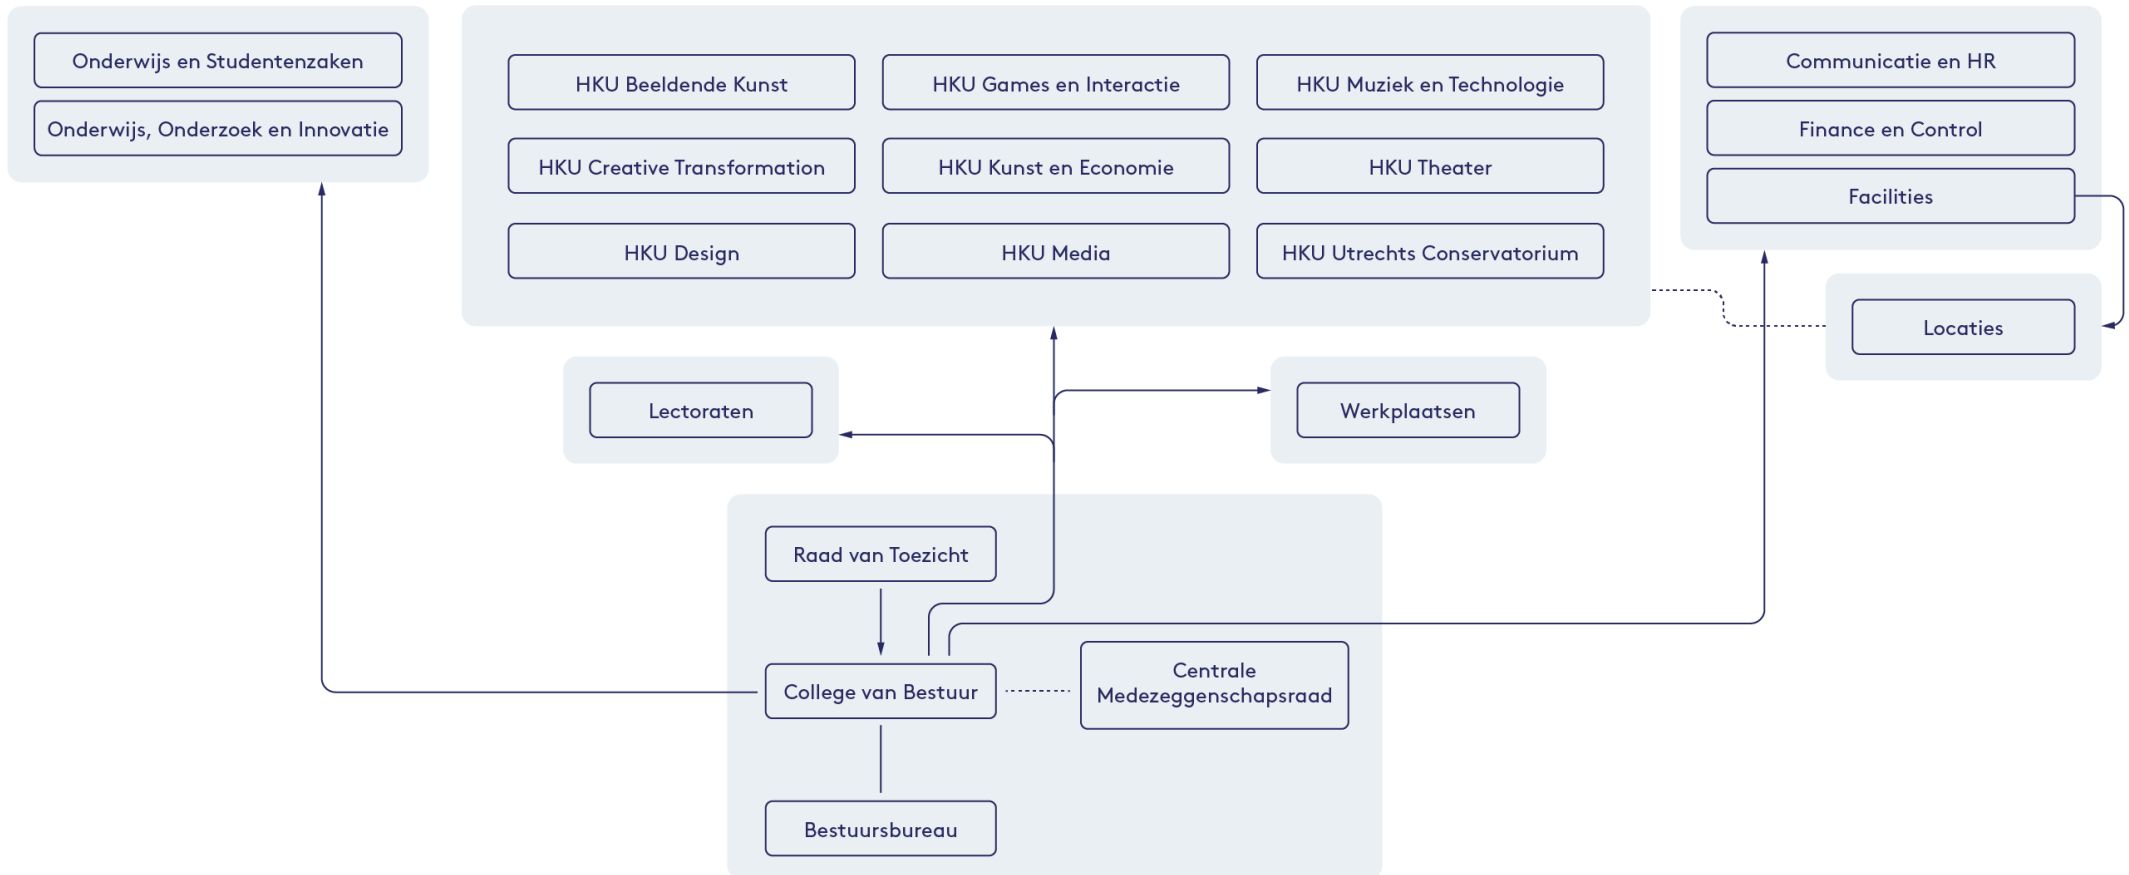 Onderwijs en Studentenzaken
Onderwijs, Onderzoek en Innovatie
HKU Beeldende Kunst
HKU Games en Interactie
HKU Muziek en Technologie
HKU Creative Transformation
HKU Kunst en Economie
HKU Theater
HKU Design
HKU Media
HKU Utrechts Conservatorium
Communicatie en HR
Finance en Control
Facilities
Locaties
Lectoraten
Werkplaatsen
Raad van Toezicht
College van Bestuur
Centrale
Medezeggenschapsraad
Bestuursbureau